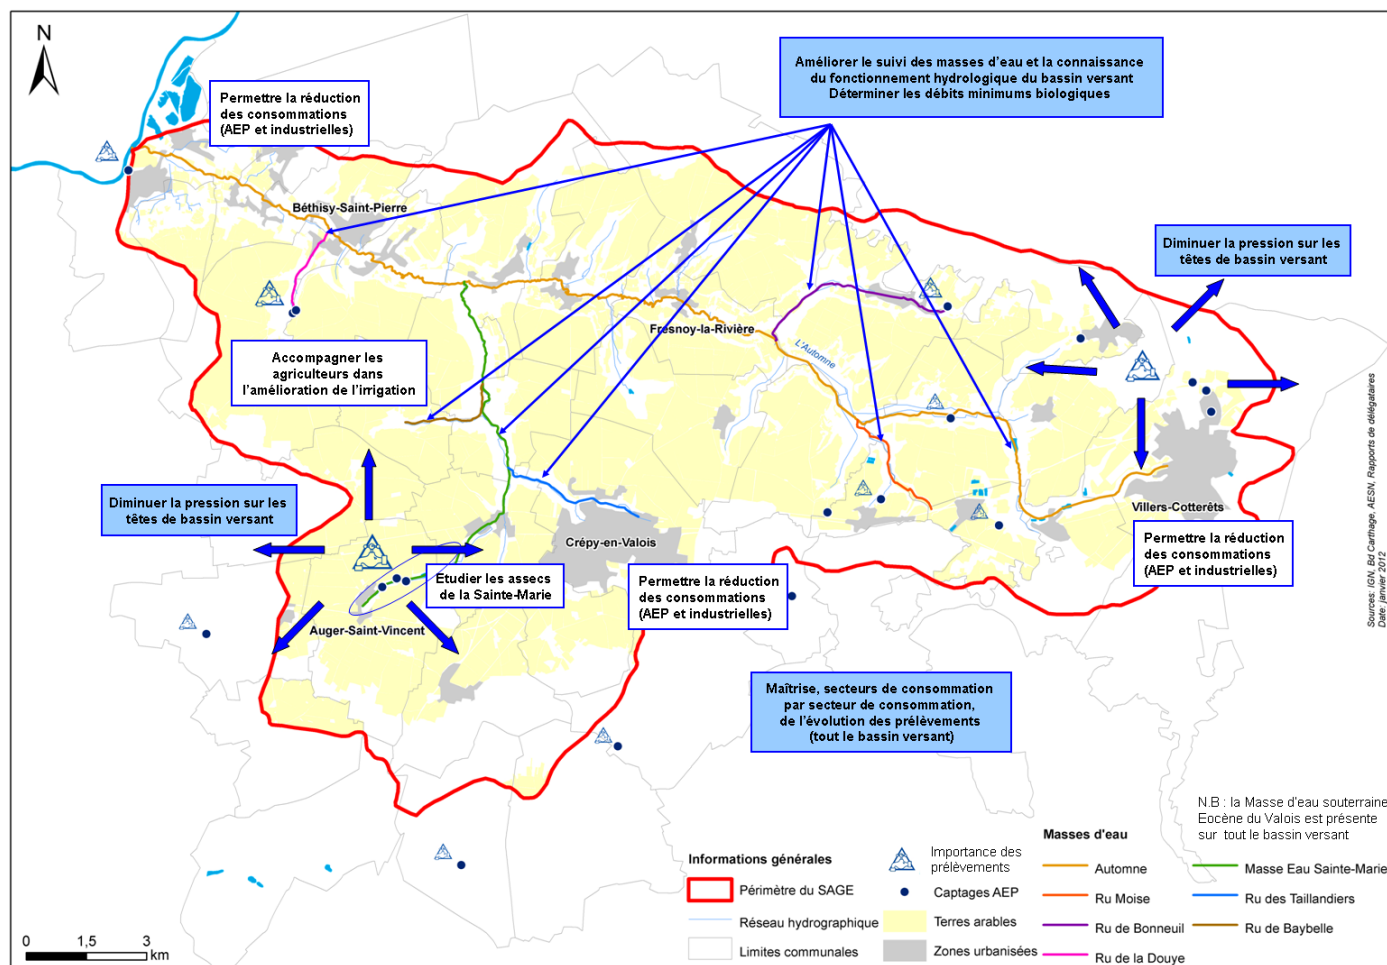 N
Améliorer le suivi des masses d'eau et la connaissance
du fonctionnement hydrologique du bassin versant
Déterminer les débits minimums biologiques
Permettre la réduction
des consommations
(AEP et industrielles)
Béthisy-Saint-Pierre
Diminuer la pression sur les
têtes de bassin versant
Fresnoy-la-Rivière
L'Automne
Accompagner les
agriculteurs dans
l'amélioration de l'irrigation
Diminuer la pression sur les
têtes de bassin versant
Villers-Cotterêts
Crépy-en-Valois
Permettre la réduction
des consommations
(AEP et industrielles)
Etudier les assecs
de la Sainte-Marie
Permettre la réduction
des consommations
(AEP et industrielles)
Auger-Saint-Vincent
Maîtrise, secteurs de consommation
par secteur de consommation,
de l'évolution des prélèvements
(tout le bassin versant)
Sources: IGN, Bd Carthage, AESN, Rapports de délégataires
Date: janvier 2012
N.B : la Masse d'eau souterraine
Eocène du Valois est présente
sur tout le bassin versant
Informations générales
Périmètre du SAGE
Réseau hydrographique
Limites communales
Importance des
prélèvements
Captages AEP
Terres arables
Zones urbanisées
Masses d'eau
Automne
Ru Moise
Ru de Bonneuil
Ru de la Douye
Masse Eau Sainte-Marie
Ru des Taillandiers
Ru de Baybelle
0 1,5 3
km